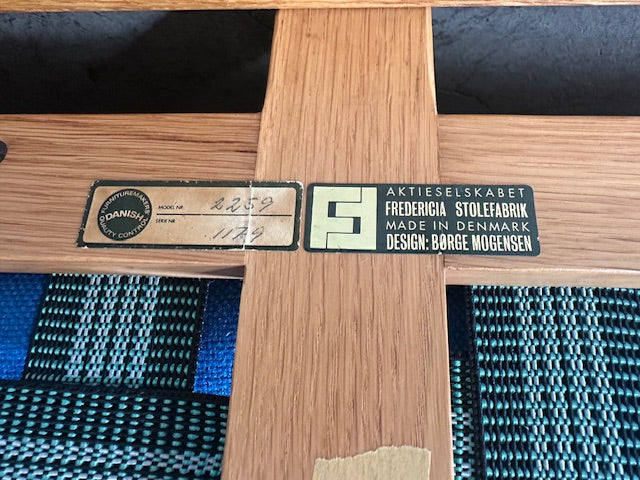 DANISH
FURNITUREMAKERS'
QUALITY CONTROL
MODEL NR. 2259
SERIE NR. 1179
AKTIESELSKABET
FREDERICIA STOLEFABRIK
MADE IN DENMARK
DESIGN: BØRGE MOGENSEN